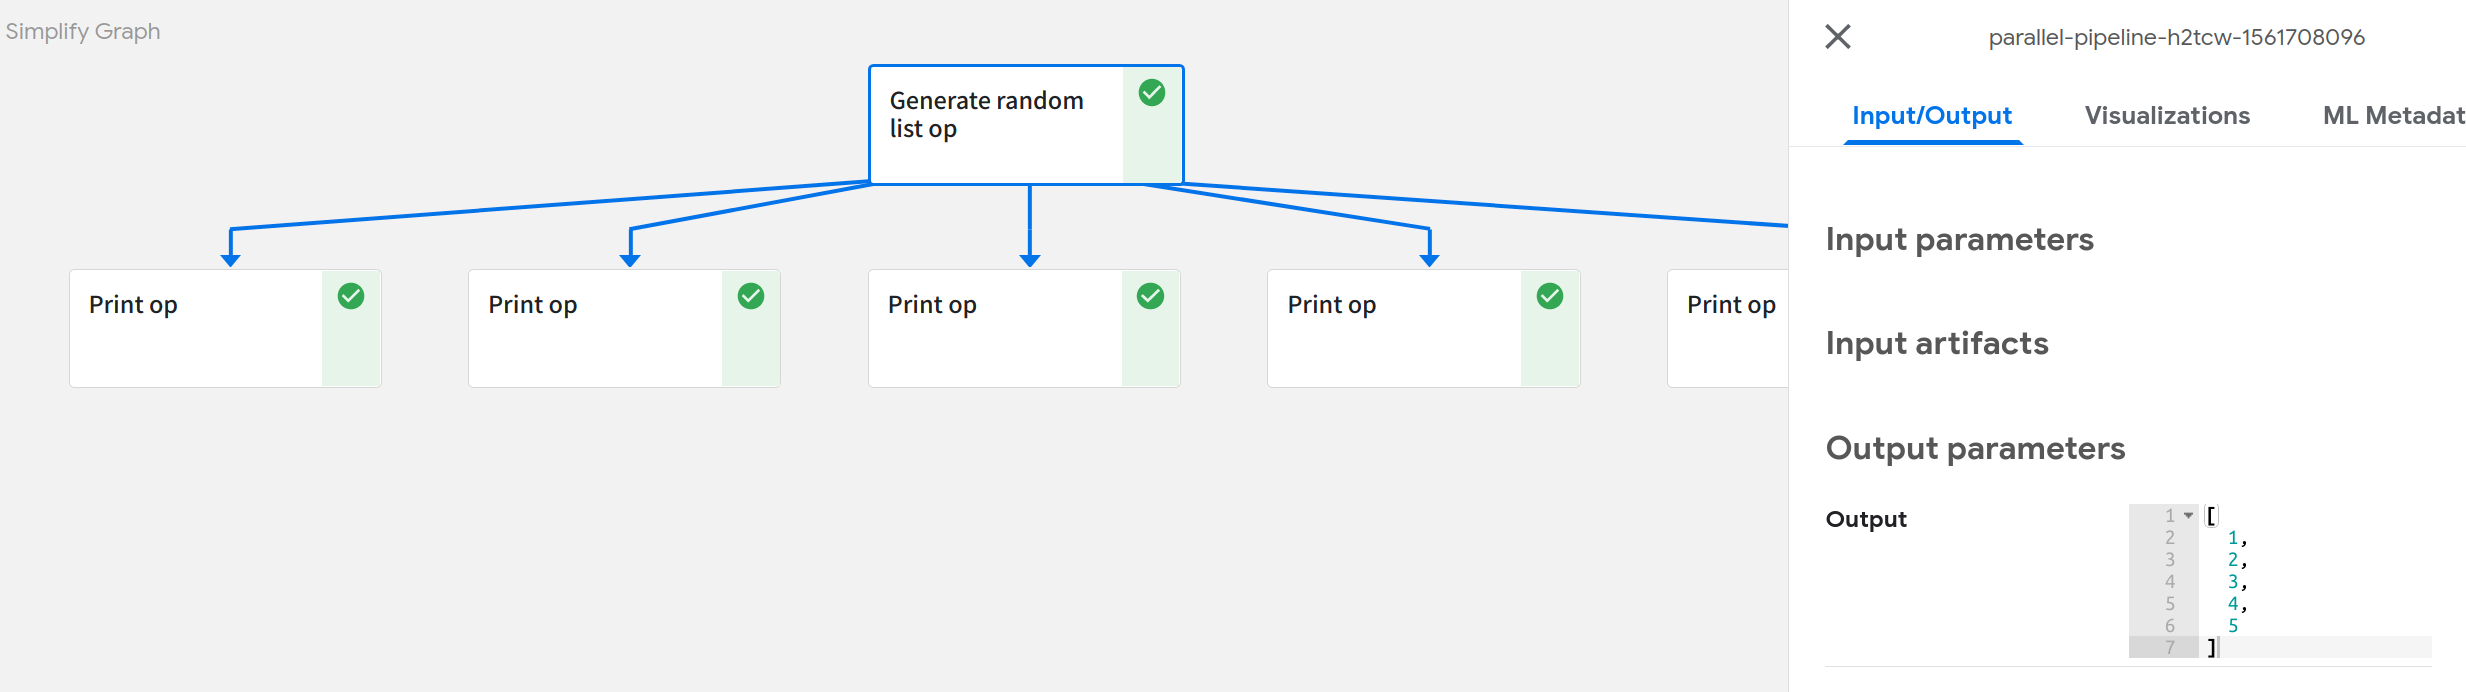 Simplify Graph
Generate random
list op
Print op
Print op
Print op
Print op
Print op
parallel-pipeline-h2tcw-1561708096
Input/Output
Visualizations
ML Metadat
Input parameters
Input artifacts
Output parameters
Output
1 [
2 1,
3 2,
4 3,
5 4,
6 5
7 ]